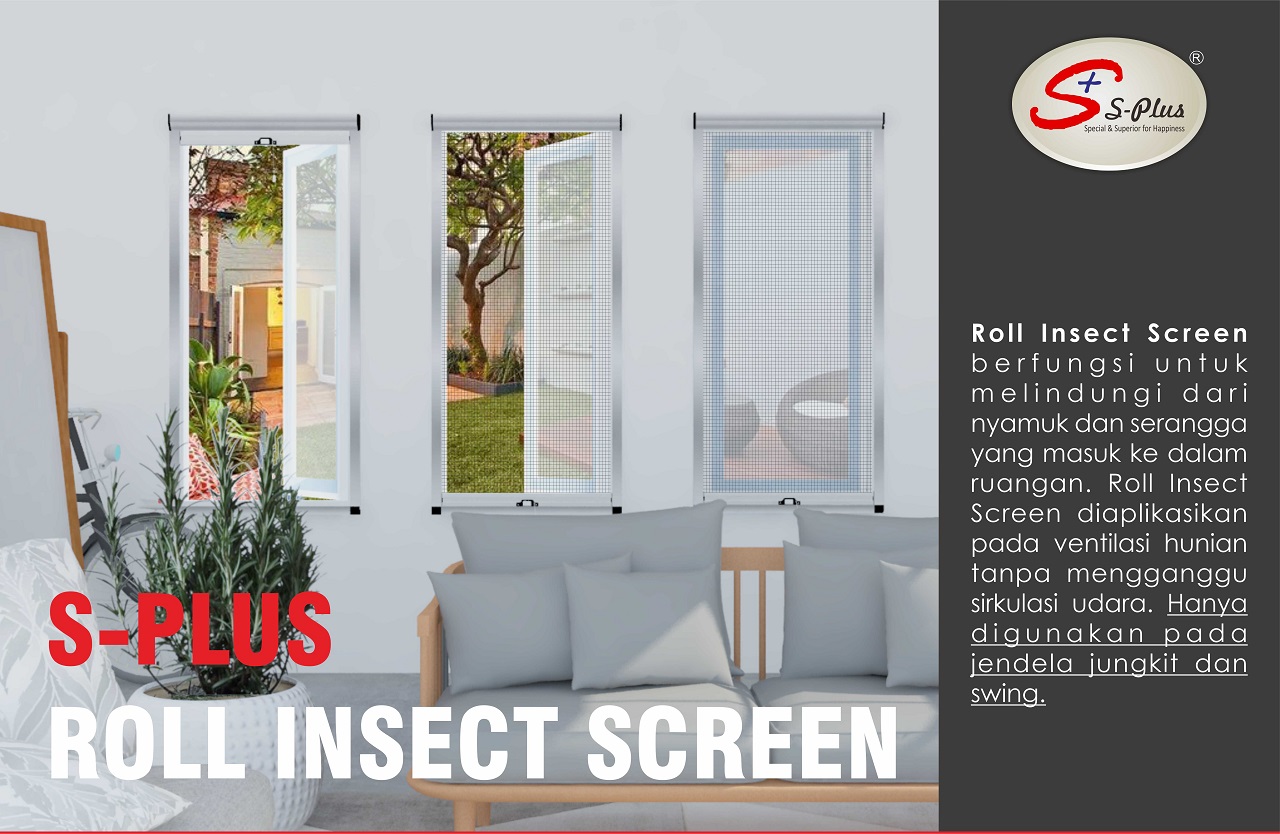 S+ S-Plus ®
Special & Superior for Happiness
Roll Insect Screen
berfungsi untuk
melindungi dari
nyamuk dan serangga
yang masuk ke dalam
ruangan. Roll Insect
Screen diaplikasikan
pada ventilasi hunian
tanpa mengganggu
sirkulasi udara. Hanya
digunakan pada
jendela jungkit dan
swing.
S-PLUS
ROLL INSECT SCREEN